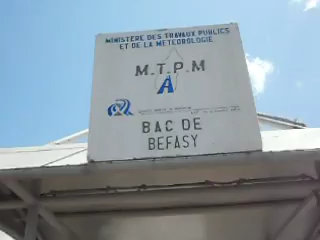 MINISTERE DES TRAVAUX PUBLICS
ET DE LA METEOROLOGIE
M.T.P.M
BAC DE
BEFASY